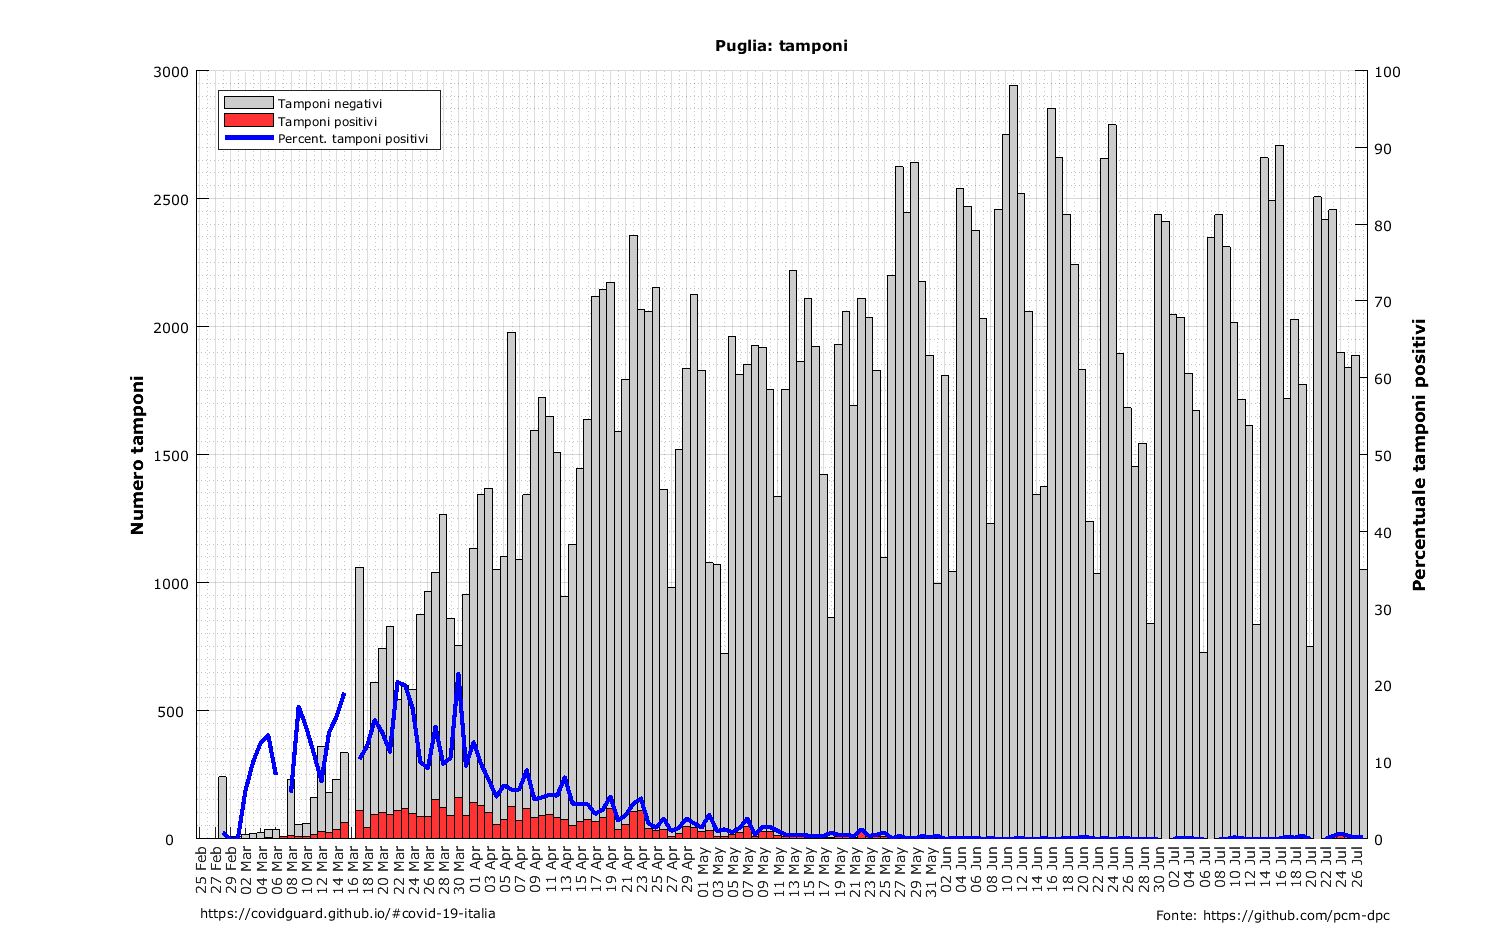 Puglia: tamponi
Tamponi negativi
Tamponi positivi
Percent. tamponi positivi
Numero tamponi
3000
2500
2000
1500
1000
500
0
Percentuale tamponi positivi
100
90
80
70
60
50
40
30
20
10
0
25 Feb
27 Feb
29 Feb
02 Mar
04 Mar
06 Mar
08 Mar
10 Mar
12 Mar
14 Mar
16 Mar
18 Mar
20 Mar
22 Mar
24 Mar
26 Mar
28 Mar
30 Mar
01 Apr
03 Apr
05 Apr
07 Apr
09 Apr
11 Apr
13 Apr
15 Apr
17 Apr
19 Apr
21 Apr
23 Apr
25 Apr
27 Apr
29 Apr
01 May
03 May
05 May
07 May
09 May
11 May
13 May
15 May
17 May
19 May
21 May
23 May
25 May
27 May
29 May
31 May
02 Jun
04 Jun
06 Jun
08 Jun
10 Jun
12 Jun
14 Jun
16 Jun
18 Jun
20 Jun
22 Jun
24 Jun
26 Jun
28 Jun
30 Jun
02 Jul
04 Jul
06 Jul
08 Jul
10 Jul
12 Jul
14 Jul
16 Jul
18 Jul
20 Jul
22 Jul
24 Jul
26 Jul
https://covidguard.github.io/#covid-19-italia
Fonte: https://github.com/pcm-dpc